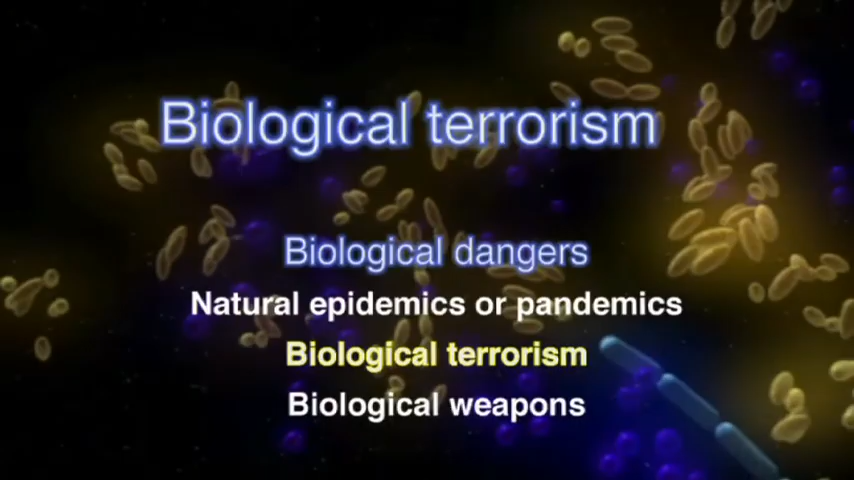 Biological terrorism
Biological dangers
Natural epidemics or pandemics
Biological terrorism
Biological weapons